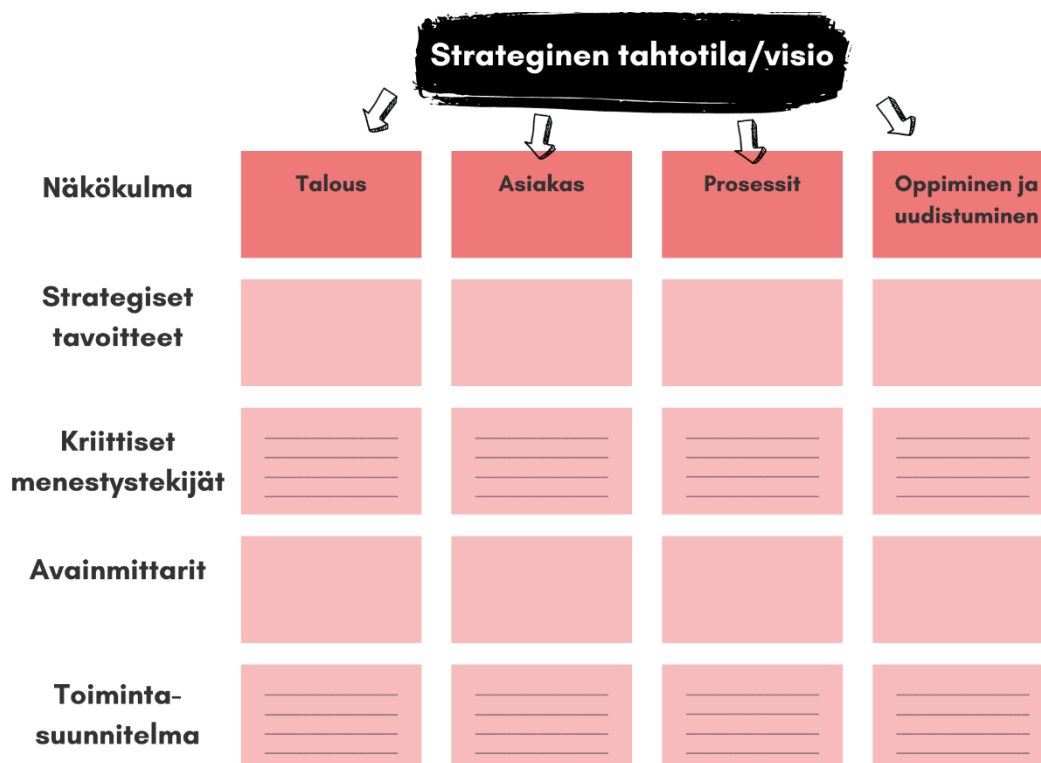 Strateginen tahtotila/visio
Näkökulma
Talous
Asiakas
Prosessit
Oppiminen ja
uudistuminen
Strategiset
tavoitteet
Kriittiset
menestystekijät
Avainmittarit
Toiminta-
suunnitelma